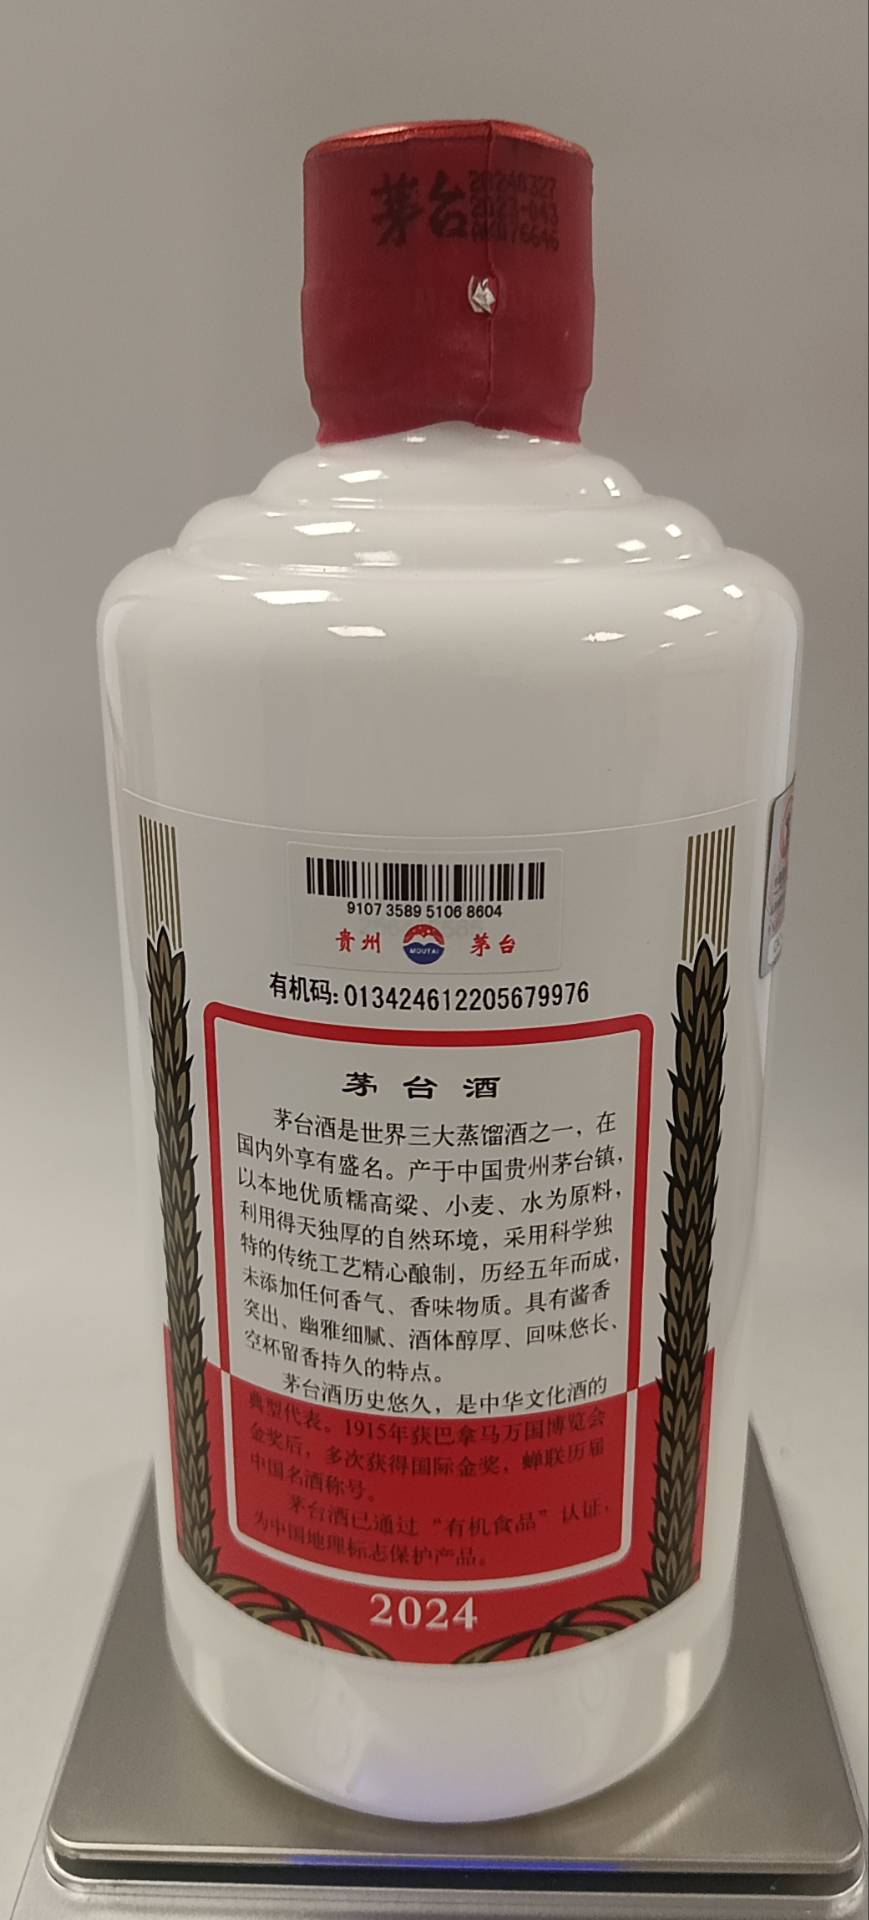 茅台
20240327
2023-043
9107 3589 5106 8604
贵州 MOUTAI 茅台
有机码: 013424612205679976
茅台酒
茅台酒是世界三大蒸馏酒之一，在
国内外享有盛名。产于中国贵州茅台镇，
以本地优质糯高粱、小麦、水为原料，
利用得天独厚的自然环境，采用科学独
特的传统工艺精心酿制，历经五年而成，
未添加任何香气、香味物质。具有酱香
突出、幽雅细腻、酒体醇厚、回味悠长、
空杯留香持久的特点。
茅台酒历史悠久，是中华文化酒的
典型代表。1915年获巴拿马万国博览会
金奖后，多次获得国际金奖，蝉联历届
中国名酒称号。
茅台酒已通过“有机食品”认证，
为中国地理标志保护产品。
2024